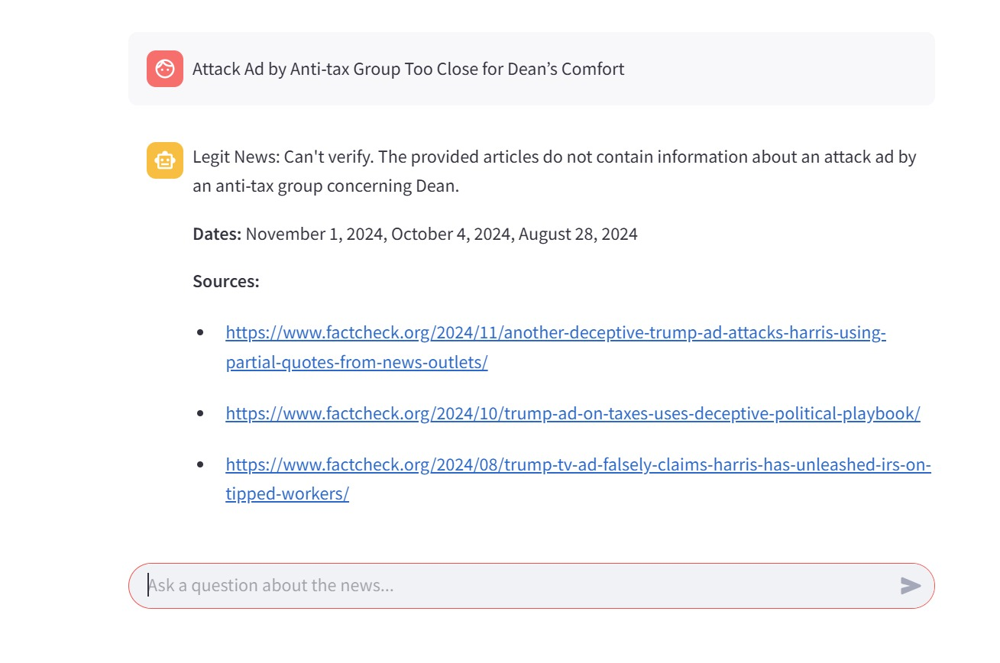 Attack Ad by Anti-tax Group Too Close for Dean’s Comfort
Legit News: Can't verify. The provided articles do not contain information about an attack ad by
an anti-tax group concerning Dean.
Dates: November 1, 2024, October 4, 2024, August 28, 2024
Sources:
https://www.factcheck.org/2024/11/another-deceptive-trump-ad-attacks-harris-using-
partial-quotes-from-news-outlets/
https://www.factcheck.org/2024/10/trump-ad-on-taxes-uses-deceptive-political-playbook/
https://www.factcheck.org/2024/08/trump-tv-ad-falsely-claims-harris-has-unleashed-irs-on-
tipped-workers/
Ask a question about the news...